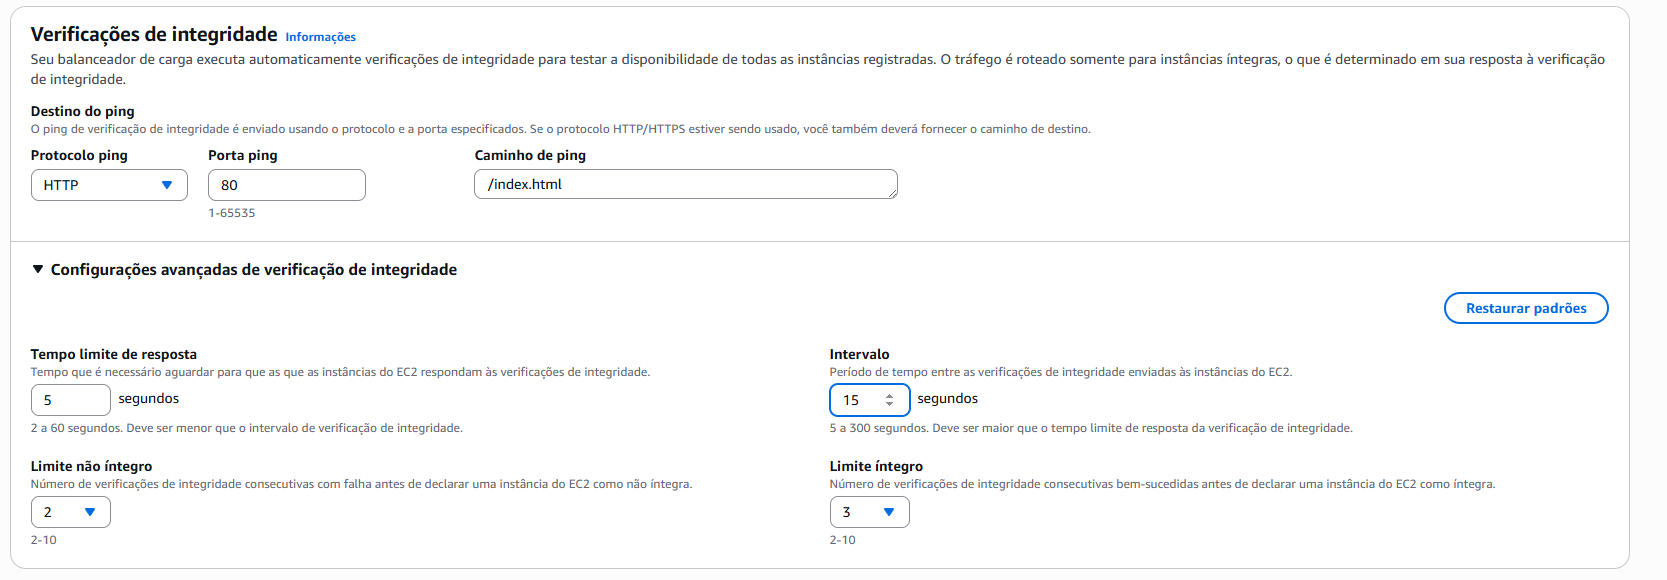 Verificações de integridade Informações
Seu balanceador de carga executa automaticamente verificações de integridade para testar a disponibilidade de todas as instâncias registradas. O tráfego é roteado somente para instâncias íntegras, o que é determinado em sua resposta à verificação
de integridade.
Destino do ping
O ping de verificação de integridade é enviado usando o protocolo e a porta especificados. Se o protocolo HTTP/HTTPS estiver sendo usado, você também deverá fornecer o caminho de destino.
Protocolo ping Porta ping Caminho de ping
HTTP 80 /index.html
1-65535
Configurações avançadas de verificação de integridade
Restaurar padrões
Tempo limite de resposta
Tempo que é necessário aguardar para que as que as instâncias do EC2 respondam às verificações de integridade.
5 segundos
2 a 60 segundos. Deve ser menor que o intervalo de verificação de integridade.
Intervalo
Período de tempo entre as verificações de integridade enviadas às instâncias do EC2.
15 segundos
5 a 300 segundos. Deve ser maior que o tempo limite de resposta da verificação de integridade.
Limite não íntegro
Número de verificações de integridade consecutivas com falha antes de declarar uma instância do EC2 como não íntegra.
2
2-10
Limite íntegro
Número de verificações de integridade consecutivas bem-sucedidas antes de declarar uma instância do EC2 como íntegra.
3
2-10